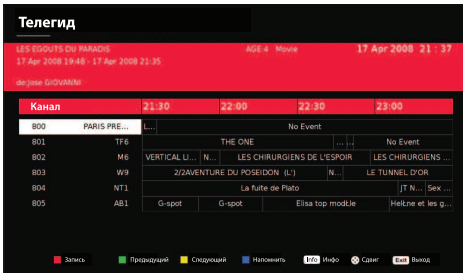 Телегид
LES EGOUTS DU PARADIS AGE:4 Movie 17 Apr 2008 21 : 37
17 Apr 2008 19:48 - 17 Apr 2008 21:35
de:Jose GIOVANNI
Канал 21:30 22:00 22:30 23:00
800 PARIS PRE... L... No Event
801 TF6 THE ONE ... ... No Event
802 M6 VERTICAL LI... N... LES CHIRURGIENS DE L'ESPOIR LES CHIRURGIENS ...
803 W9 2/2AVENTURE DU POSEIDON (L') N... LE TUNNEL D'OR
804 NT1 La fuite de Plato JT N... Sex ...
805 AB1 G-spot G-spot Elisa top modèle Hélène et les g...
Запись Предыдущий Следующий Напомнить Info Инфо Сдвиг Exit Выход